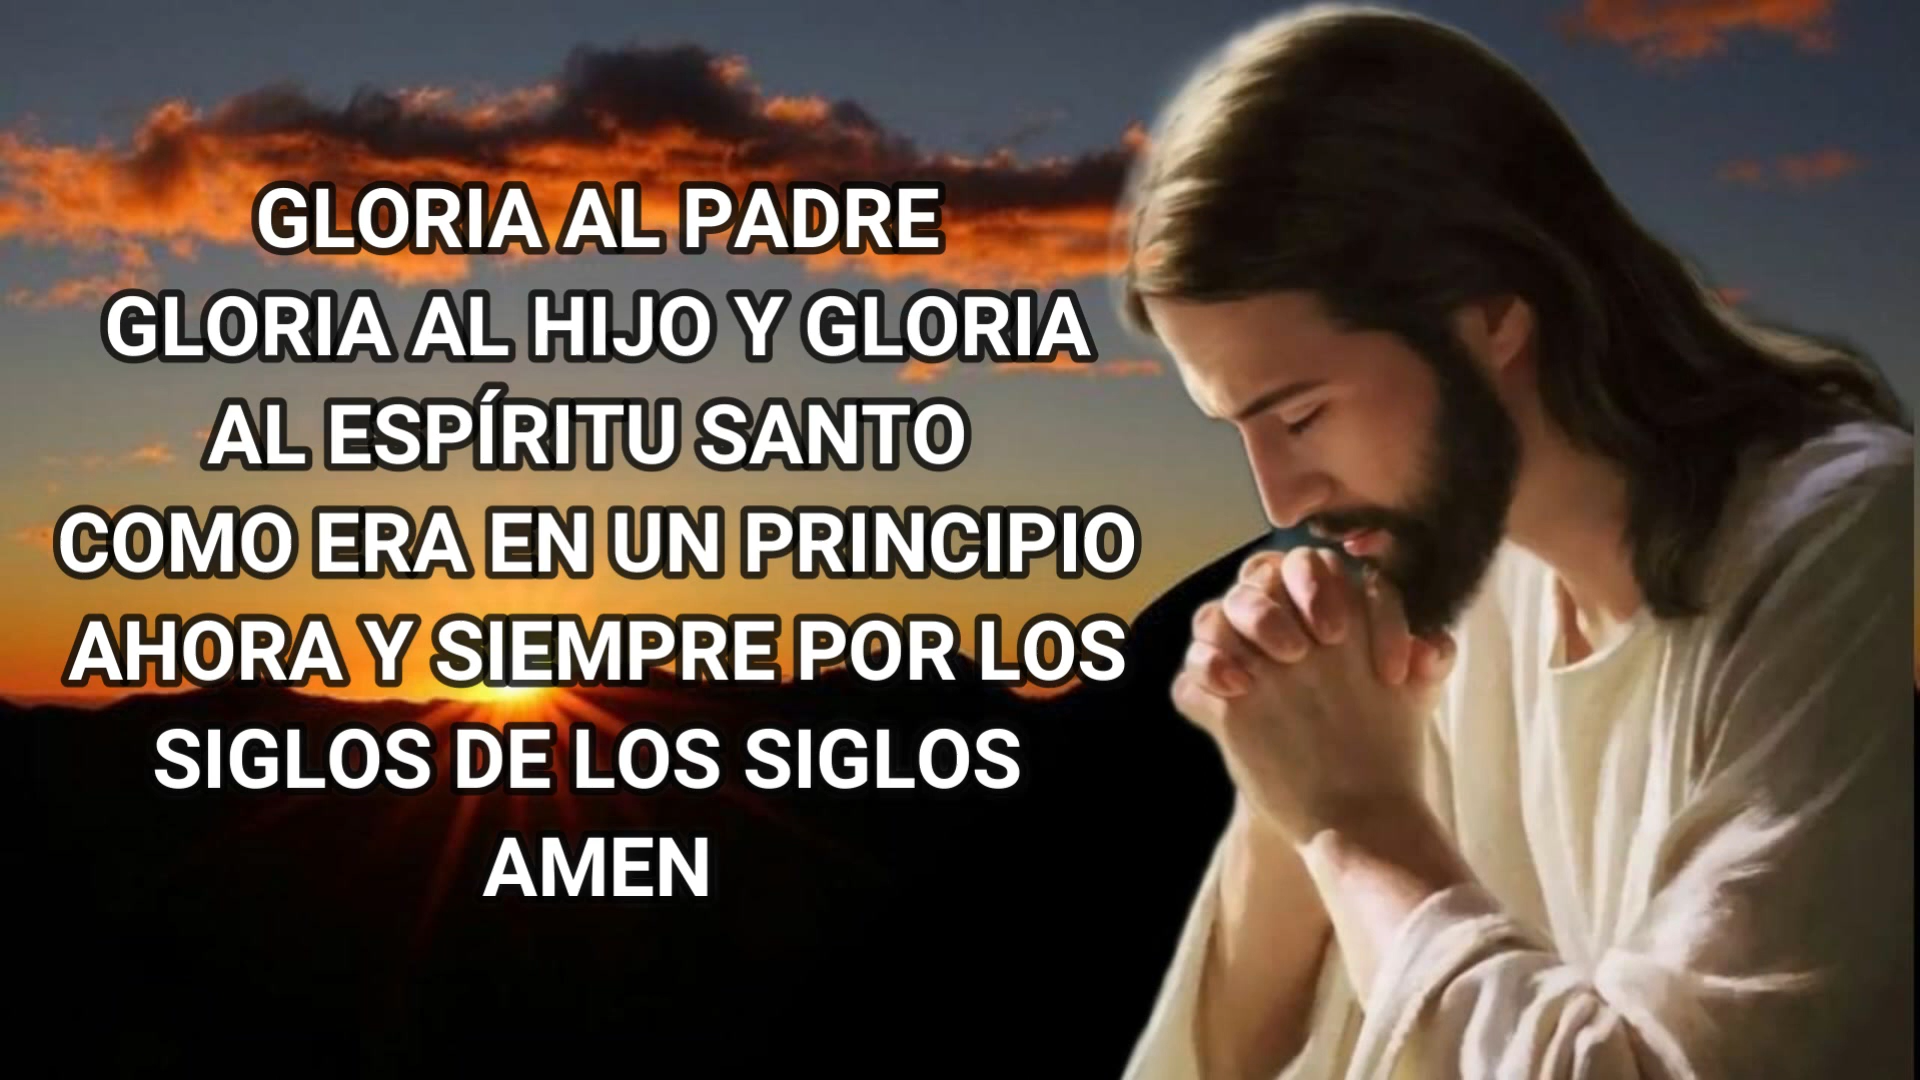 GLORIA AL PADRE
GLORIA AL HIJO Y GLORIA
AL ESPÍRITU SANTO
COMO ERA EN UN PRINCIPIO
AHORA Y SIEMPRE POR LOS
SIGLOS DE LOS SIGLOS
AMEN